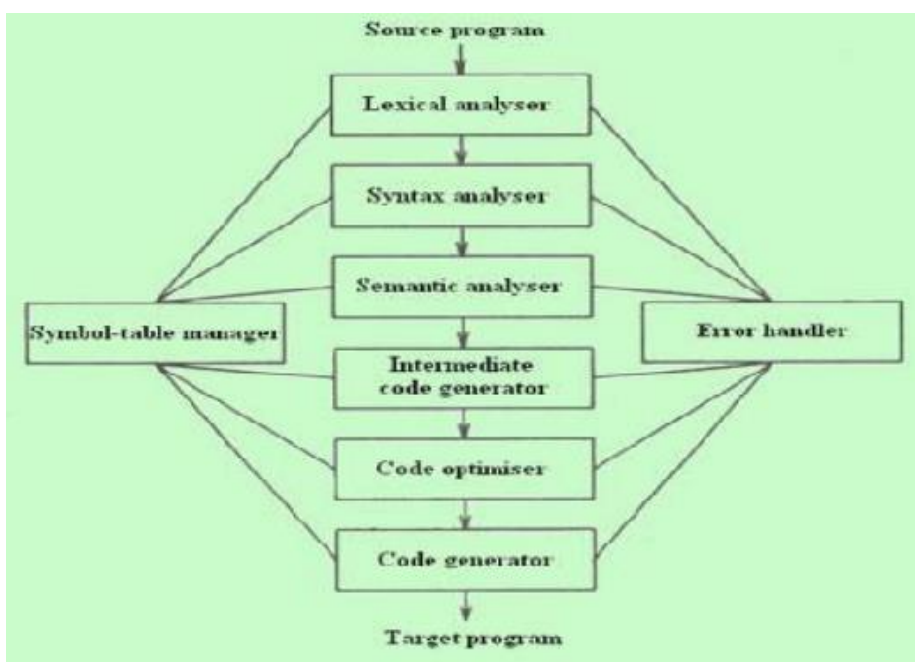 Source program
Lexical analyser
Syntax analyser
Semantic analyser
Symbol-table manager
Error handler
Intermediate
code generator
Code optimiser
Code generator
Target program